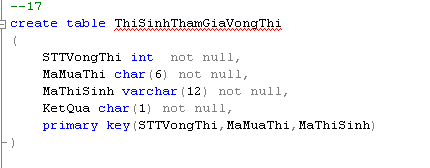 --17
create table ThiSinhThamGiaVongThi
(
STTVongThi int  not null,
MaMuaThi char(6) not null,
MaThiSinh varchar(12) not null,
KetQua char(1) not null,
primary key(STTVongThi,MaMuaThi,MaThiSinh)
)